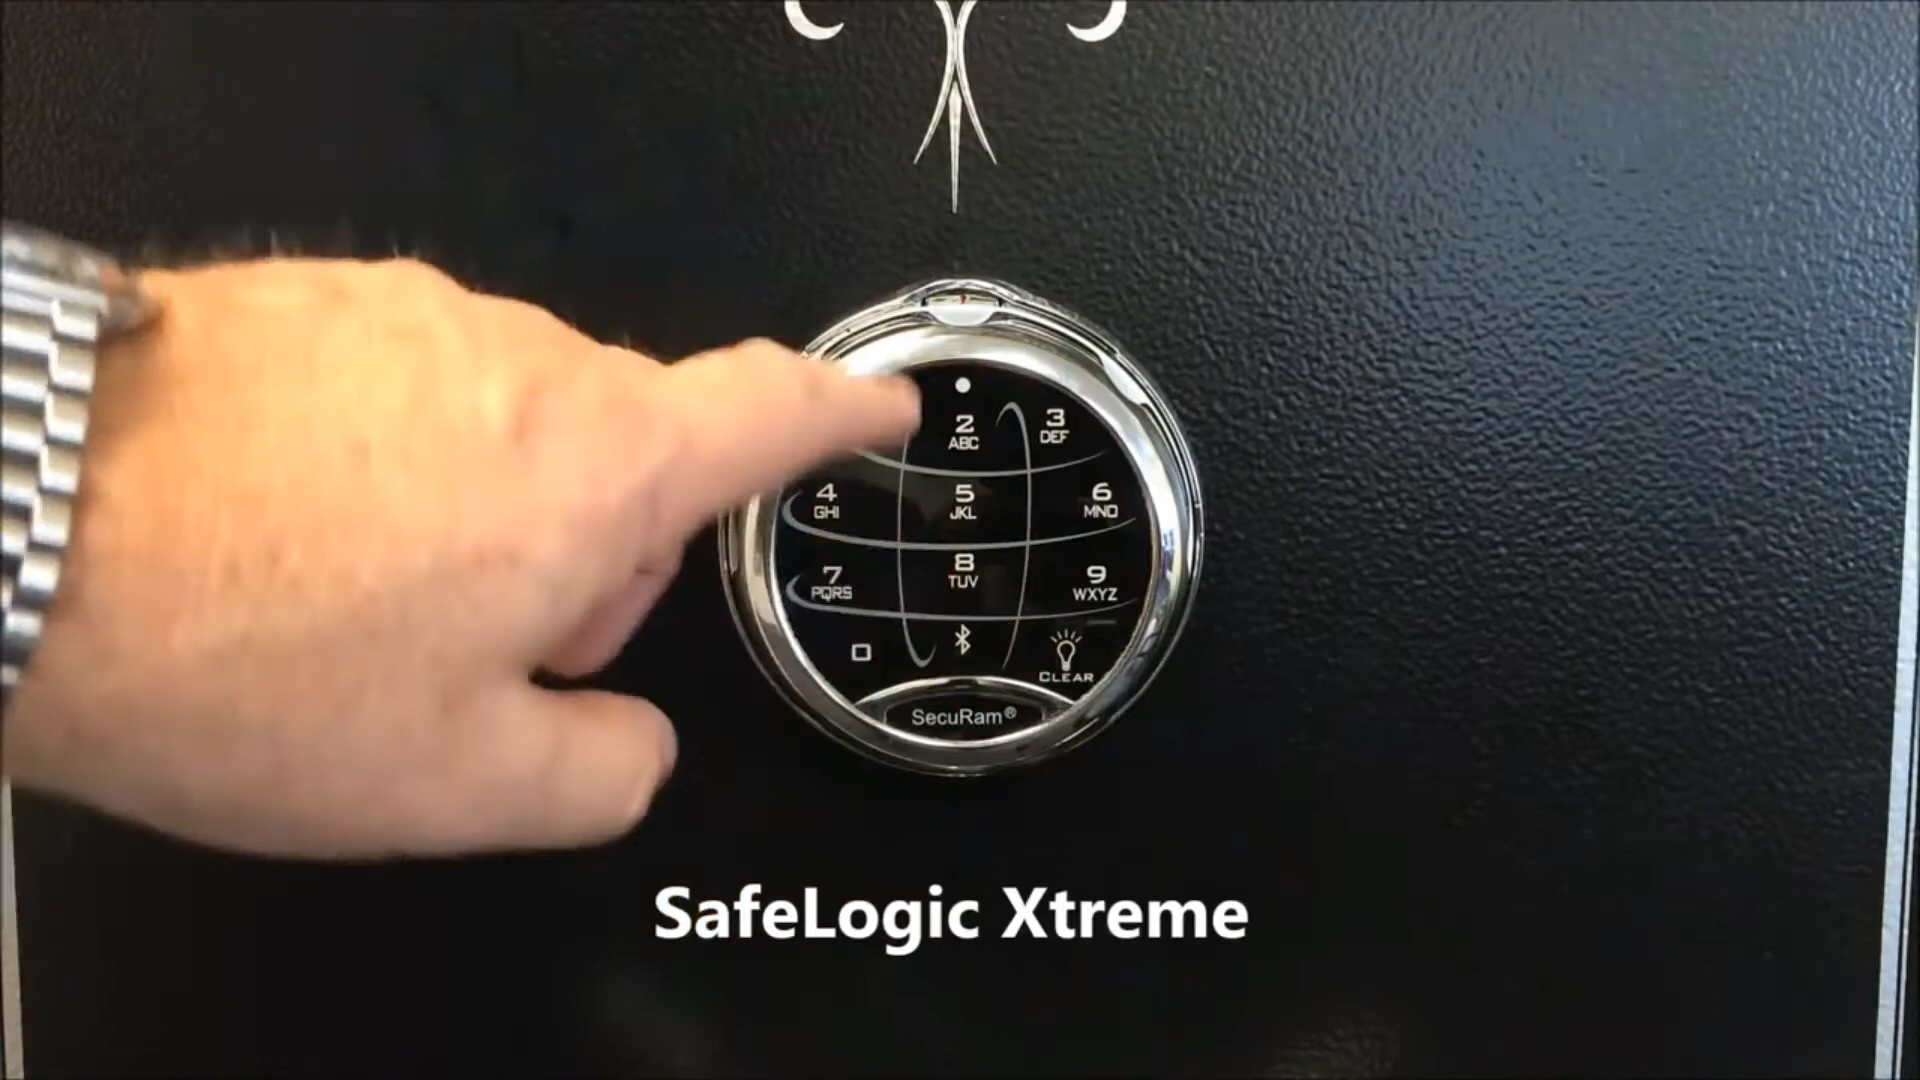 2
ABC
3
DEF
4
GHI
5
JKL
6
MNO
7
PQRS
8
TUV
9
WXYZ
0
CLEAR
SecuRam®
SafeLogic Xtreme